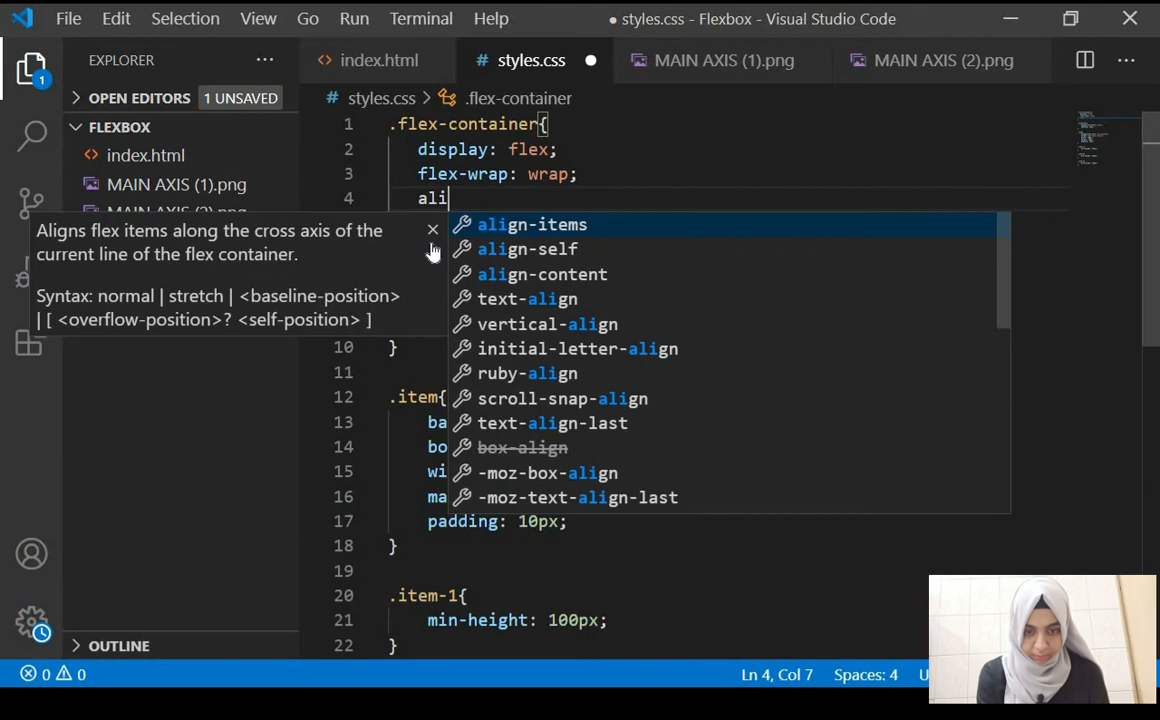 File Edit Selection View Go Run Terminal Help ● styles.css - Flexbox - Visual Studio Code
EXPLORER ... index.html # styles.css MAIN AXIS (1).png MAIN AXIS (2).png ...
1
OPEN EDITORS 1 UNSAVED
# styles.css > .flex-container
FLEXBOX
index.html
MAIN AXIS (1).png
1 .flex-container{
2 display: flex;
3 flex-wrap: wrap;
4 ali
Aligns flex items along the cross axis of the
current line of the flex container.
Syntax: normal | stretch | <baseline-position>
| [ <overflow-position>? <self-position> ]
align-items
align-self
align-content
text-align
vertical-align
initial-letter-align
ruby-align
scroll-snap-align
text-align-last
box-align
-moz-box-align
-moz-text-align-last
10 }
11
12 .item{
13 ba
14 bo
15 wi
16 ma
17 padding: 10px;
18 }
19
20 .item-1{
21 min-height: 100px;
22 }
OUTLINE
0 0 Ln 4, Col 7 Spaces: 4